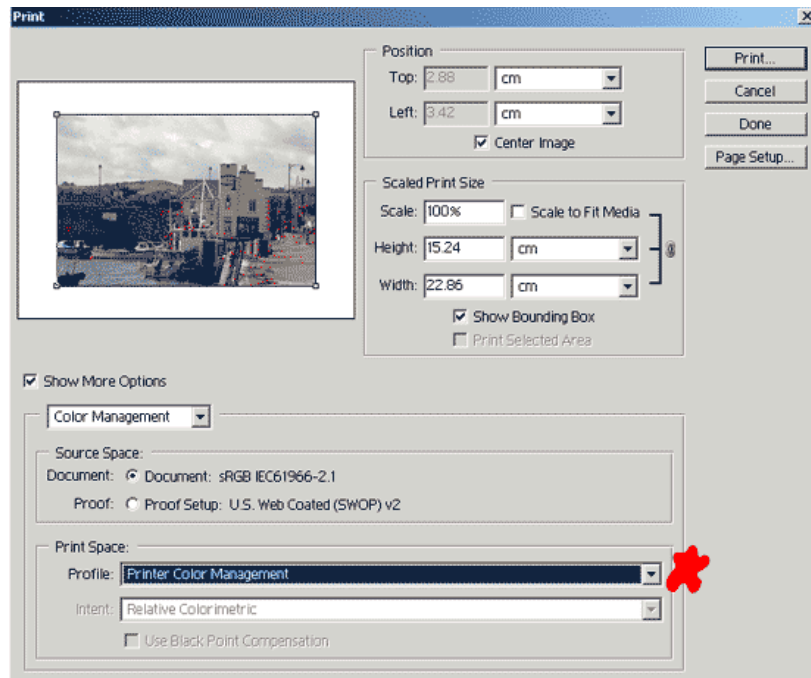 Print
Position
Top: 2.88 cm
Left: 3.42 cm
Center Image
Print...
Cancel
Done
Page Setup...
Scaled Print Size
Scale: 100% Scale to Fit Media
Height: 15.24 cm
Width: 22.86 cm
Show Bounding Box
Print Selected Area
Show More Options
Color Management
Source Space:
Document: Document: sRGB IEC61966-2.1
Proof: Proof Setup: U.S. Web Coated (SWOP) v2
Print Space:
Profile: Printer Color Management
Intent: Relative Colorimetric
Use Black Point Compensation